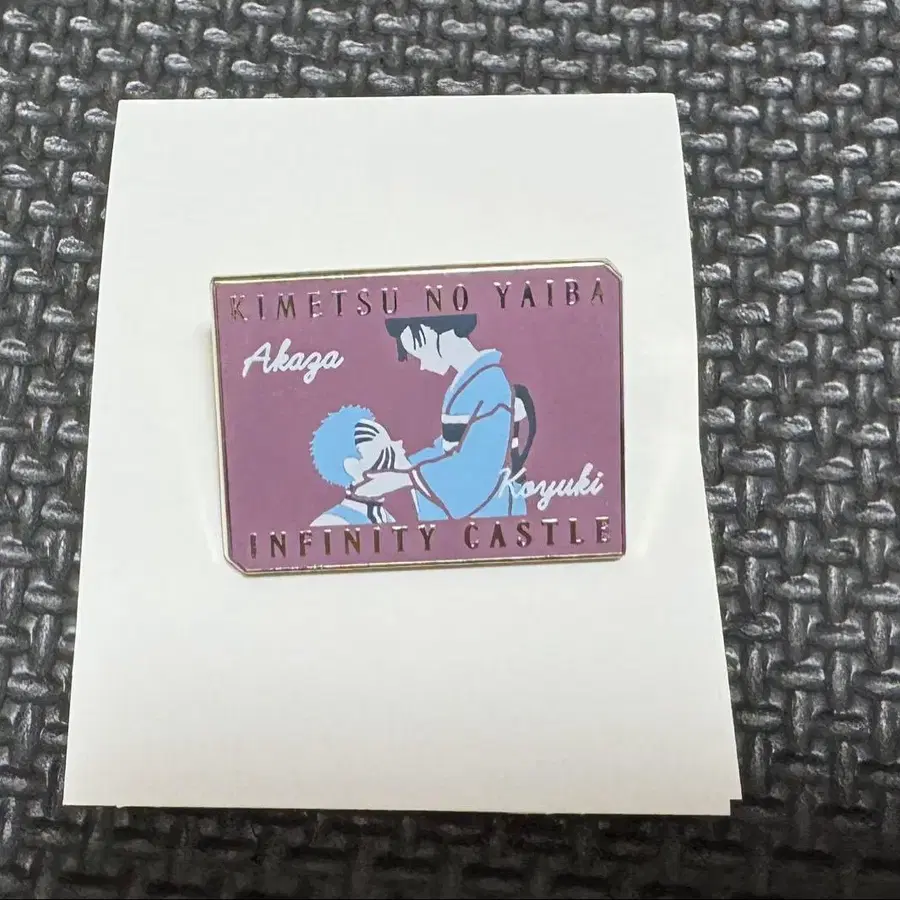 KIMETSU NO YAIBA
Akaza
Koyuki
INFINITY CASTLE